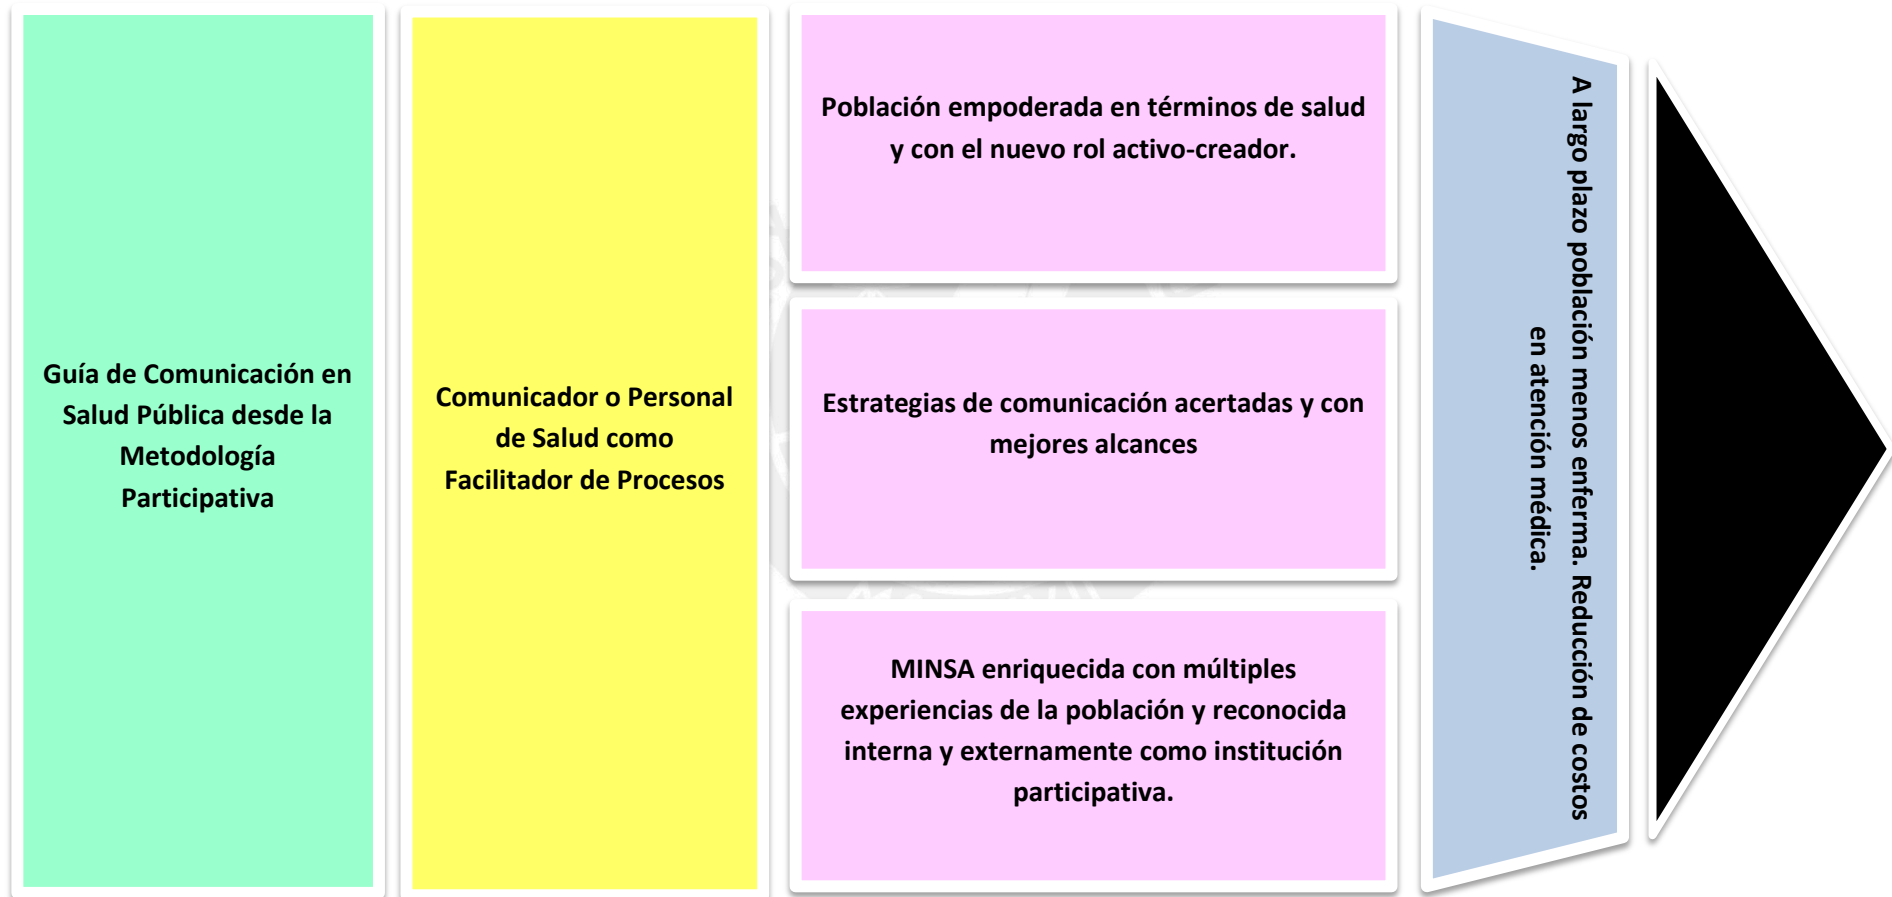 Guía de Comunicación en
Salud Pública desde la
Metodología
Participativa
Comunicador o Personal
de Salud como
Facilitador de Procesos
Población empoderada en términos de salud
y con el nuevo rol activo-creador.
Estrategias de comunicación acertadas y con
mejores alcances
MINSA enriquecida con múltiples
experiencias de la población y reconocida
interna y externamente como institución
participativa.
A largo plazo población menos enferma. Reducción de costos
en atención médica.